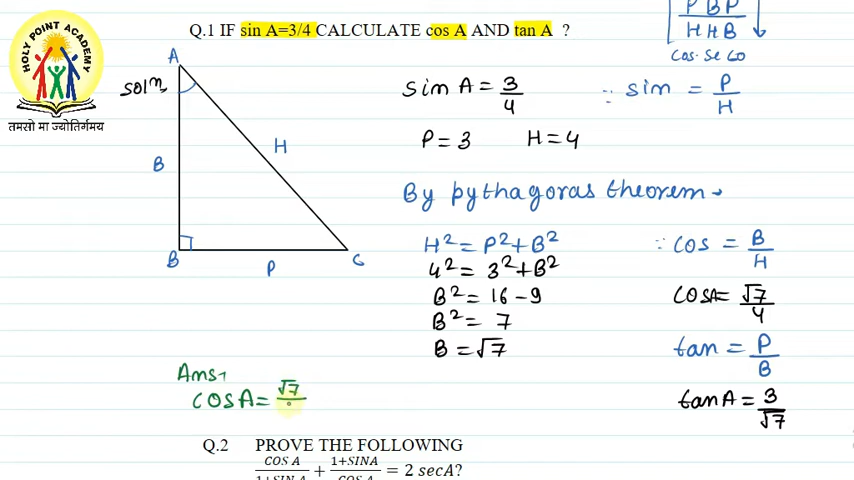 HOLY POINT ACADEMY
तमसो मा ज्योतिर्गमय
Q.1 IF sin A=3/4 CALCULATE cos A AND tan A ?
P B P
H H B
Cos. Se Co
Soln,
A
B
H
B
P
C
sin A = 3/4
∵ sin = P/H
P = 3 H = 4
By pythagoras theorem
H² = P² + B²
4² = 3² + B²
B² = 16 - 9
B² = 7
B = √7
∵ cos = B/H
COSA = √7/4
tan = P/B
tan A = 3/√7
Ans→
COSA = √7
Q.2 PROVE THE FOLLOWING
COS A/1+SIN A + 1+SINA/COS A = 2 secA?